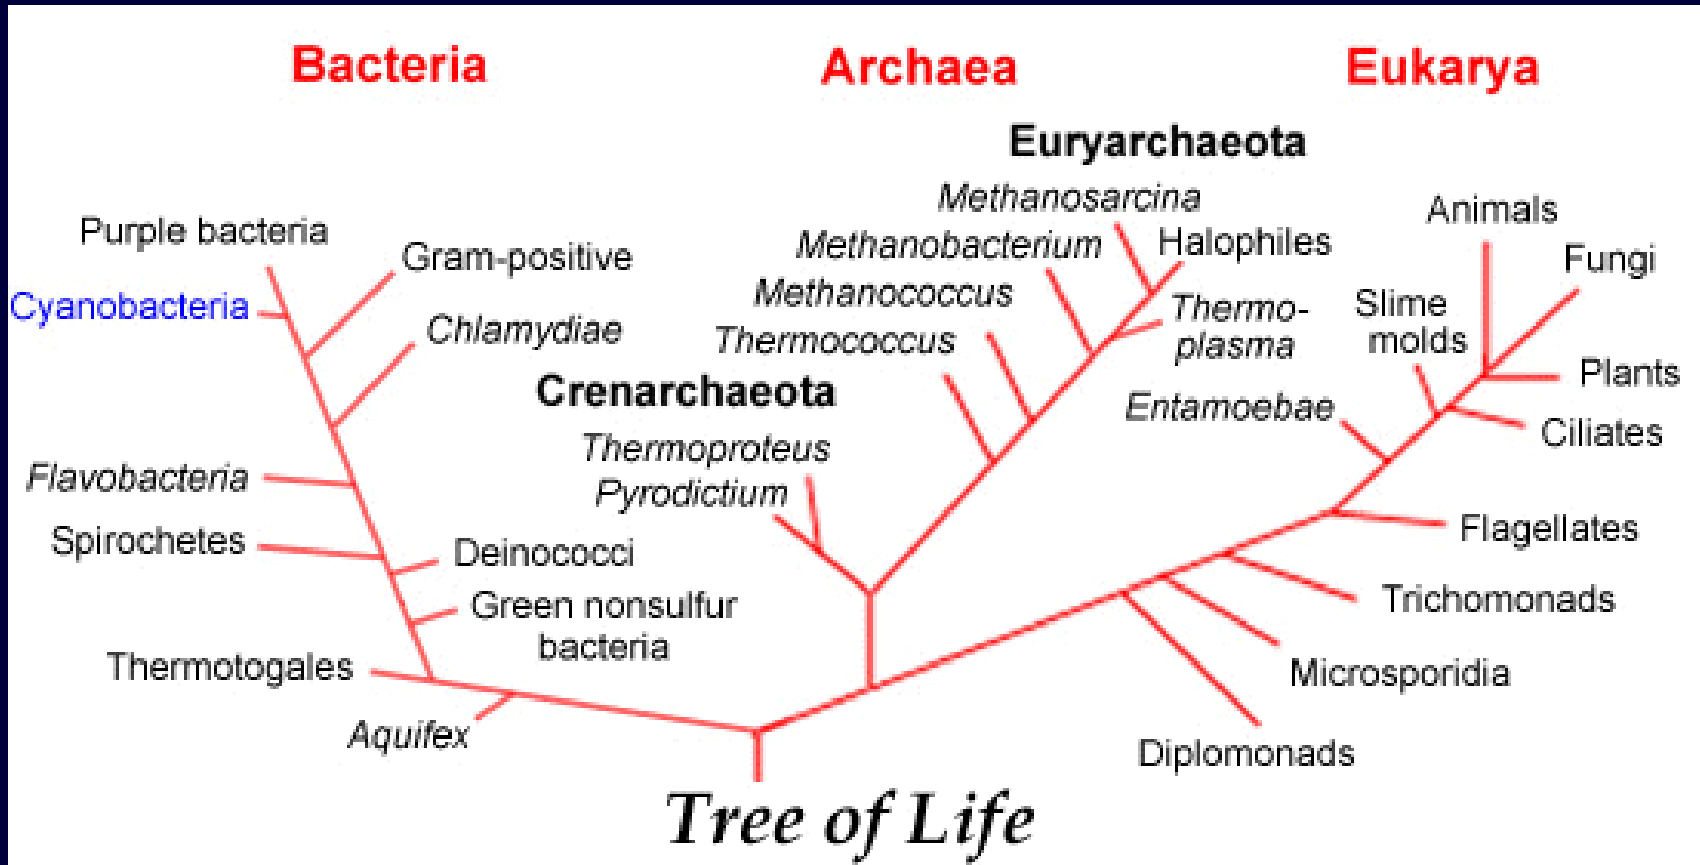 Bacteria
Archaea
Eukarya
Euryarchaeota
Methanosarcina
Animals
Purple bacteria
Gram-positive
Methanobacterium
Halophiles
Fungi
Cyanobacteria
Chlamydiae
Methanococcus
Thermo-
plasma
Slime
molds
Thermococcus
Crenarchaeota
Plants
Entamoebae
Ciliates
Thermoproteus
Flavobacteria
Pyrodictium
Spirochetes
Deinococci
Flagellates
Green nonsulfur
bacteria
Trichomonads
Thermotogales
Microsporidia
Aquifex
Diplomonads
Tree of Life